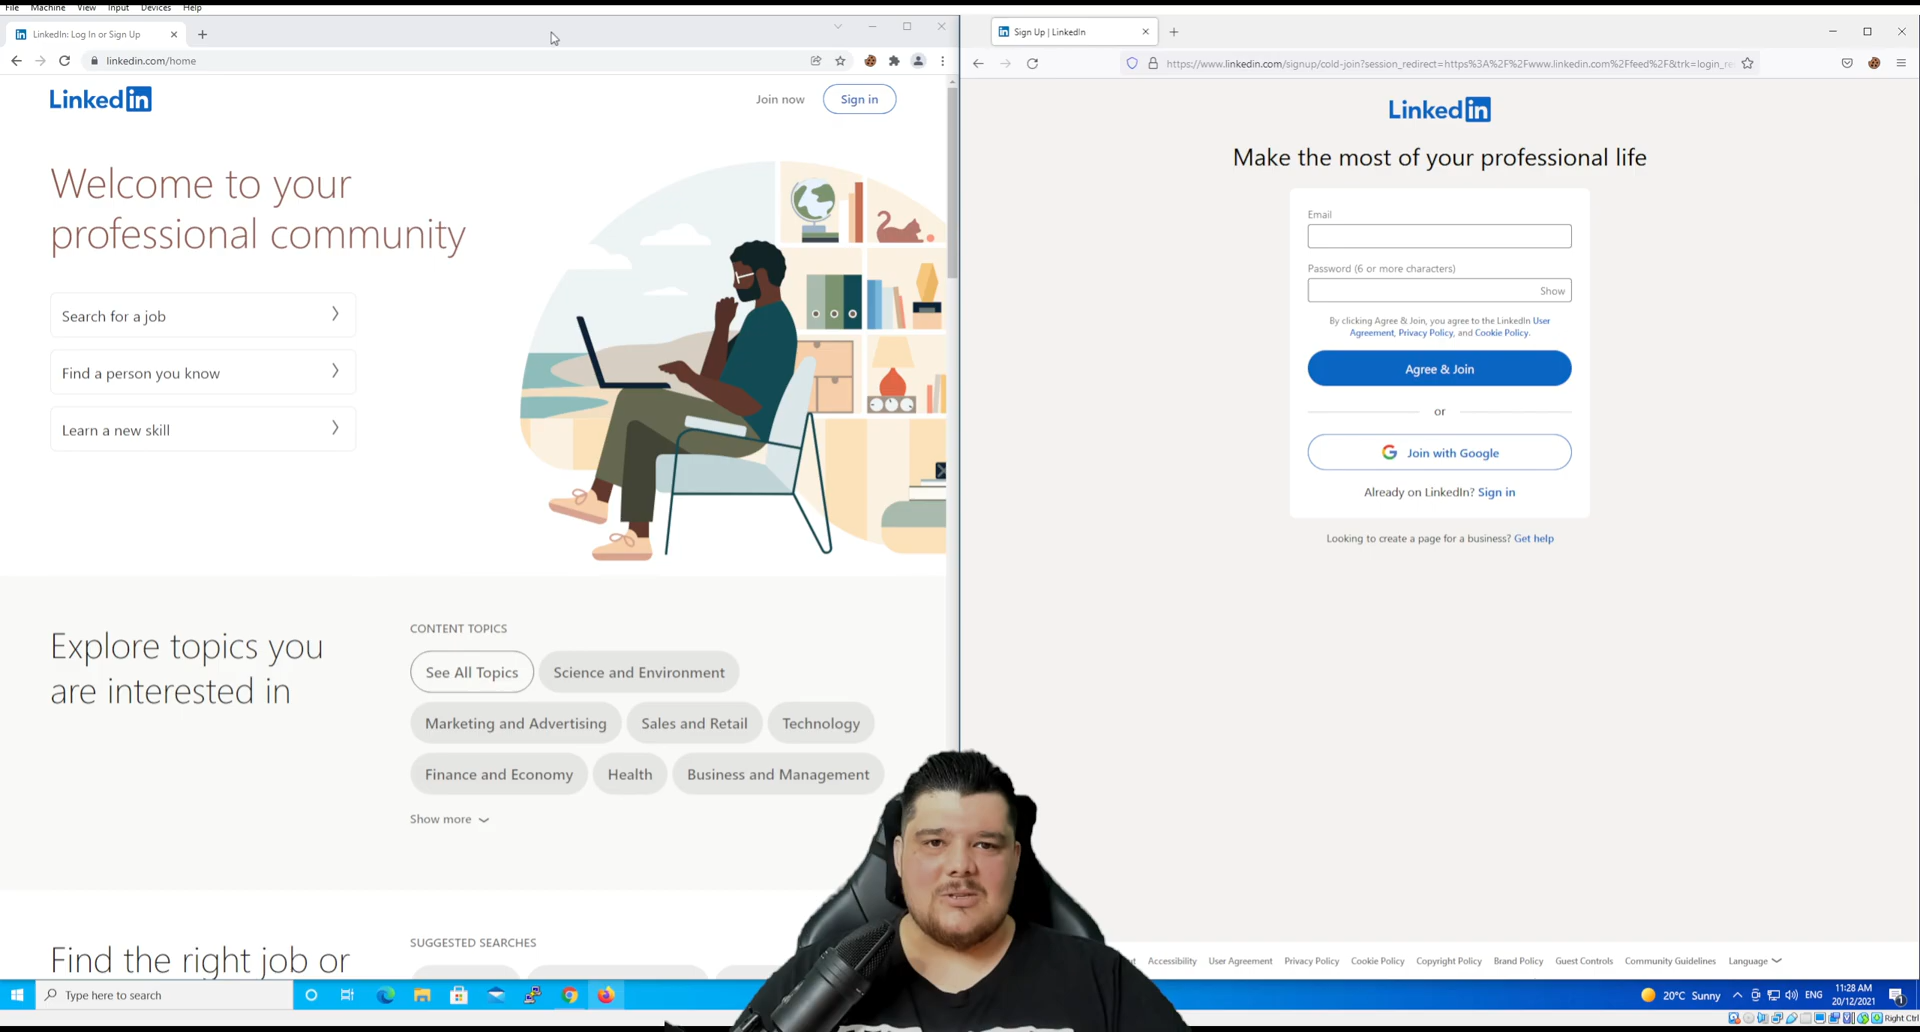 File Machine View Input Devices Help
LinkedIn: Log In or Sign Up
linkedin.com/home
LinkedIn
Join now
Sign in
Welcome to your
professional community
Search for a job
Find a person you know
Learn a new skill
Explore topics you
are interested in
CONTENT TOPICS
See All Topics
Science and Environment
Marketing and Advertising
Sales and Retail
Technology
Finance and Economy
Health
Business and Management
Show more
Find the right job or
SUGGESTED SEARCHES
Sign Up | LinkedIn
https://www.linkedin.com/signup/cold-join?session_redirect=https%3A%2F%2Fwww.linkedin.com%2Ffeed%2F&trk=login_re
LinkedIn
Make the most of your professional life
Email
Password (6 or more characters)
Show
By clicking Agree & Join, you agree to the LinkedIn User
Agreement, Privacy Policy, and Cookie Policy.
Agree & Join
or
Join with Google
Already on LinkedIn? Sign in
Looking to create a page for a business? Get help
Accessibility User Agreement Privacy Policy Cookie Policy Copyright Policy Brand Policy Guest Controls Community Guidelines Language
Type here to search
20°C Sunny
ENG
11:28 AM
20/12/2021
1
Right Ctrl